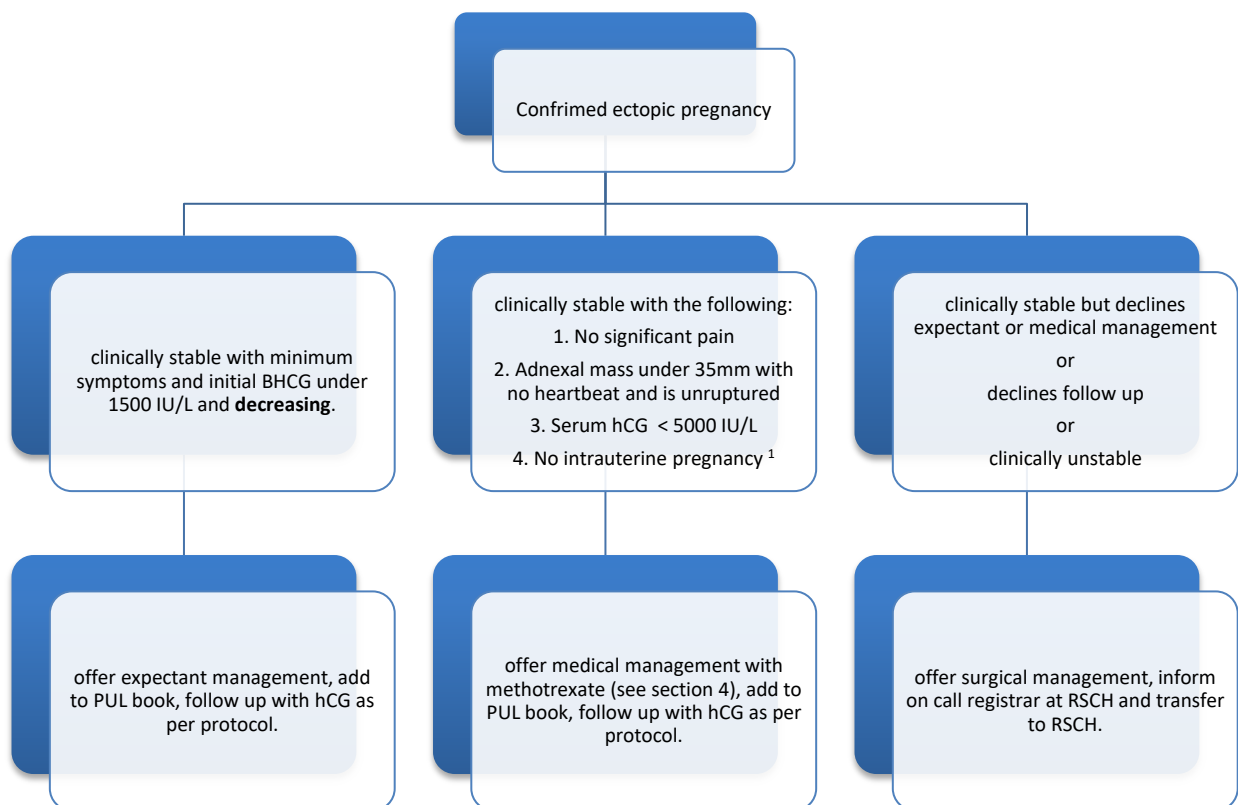 Confrimed ectopic pregnancy
clinically stable with minimum
symptoms and initial BHCG under
1500 IU/L and decreasing.
clinically stable with the following:
1. No significant pain
2. Adnexal mass under 35mm with
no heartbeat and is unruptured
3. Serum hCG < 5000 IU/L
4. No intrauterine pregnancy 1
clinically stable but declines
expectant or medical management
or
declines follow up
or
clinically unstable
offer expectant management, add
to PUL book, follow up with hCG as
per protocol.
offer medical management with
methotrexate (see section 4), add to
PUL book, follow up with hCG as per
protocol.
offer surgical management, inform
on call registrar at RSCH and transfer
to RSCH.